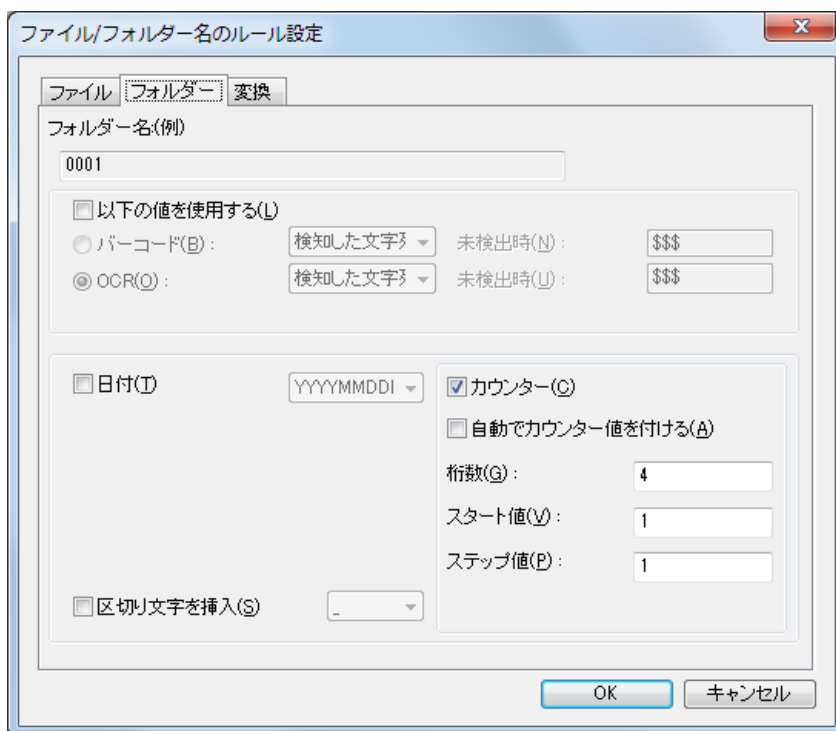 ファイル/フォルダー名のルール設定
ファイル フォルダー 変換
フォルダー名:(例)
0001
以下の値を使用する(L)
バーコード(B) : 検知した文字列 未検出時(N) : $$$
OCR(O) : 検知した文字列 未検出時(U) : $$$
日付(T) YYYYMMDD
カウンター(C)
自動でカウンター値を付ける(A)
桁数(G) : 4
スタート値(V) : 1
ステップ値(P) : 1
区切り文字を挿入(S) _
OK キャンセル